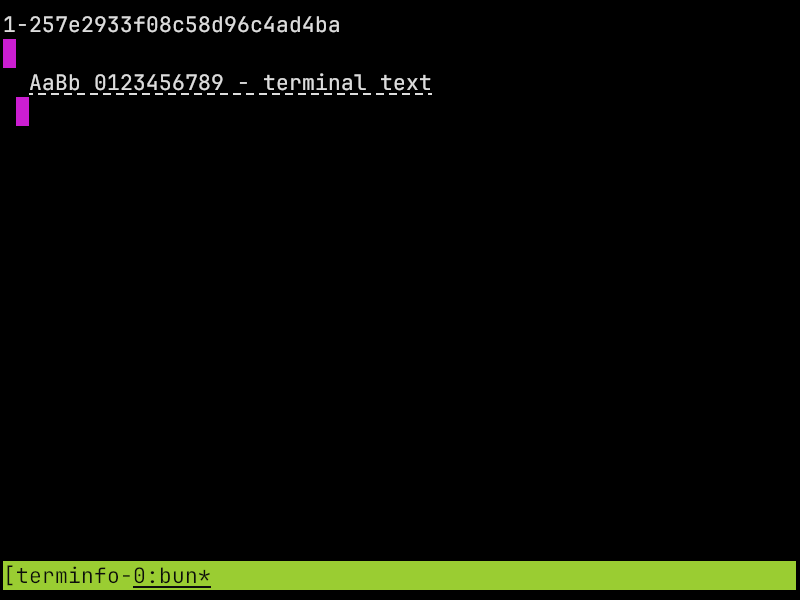 1-257e2933f08c58d96c4ad4ba
AaBb 0123456789 - terminal text
[terminfo-0:bun*